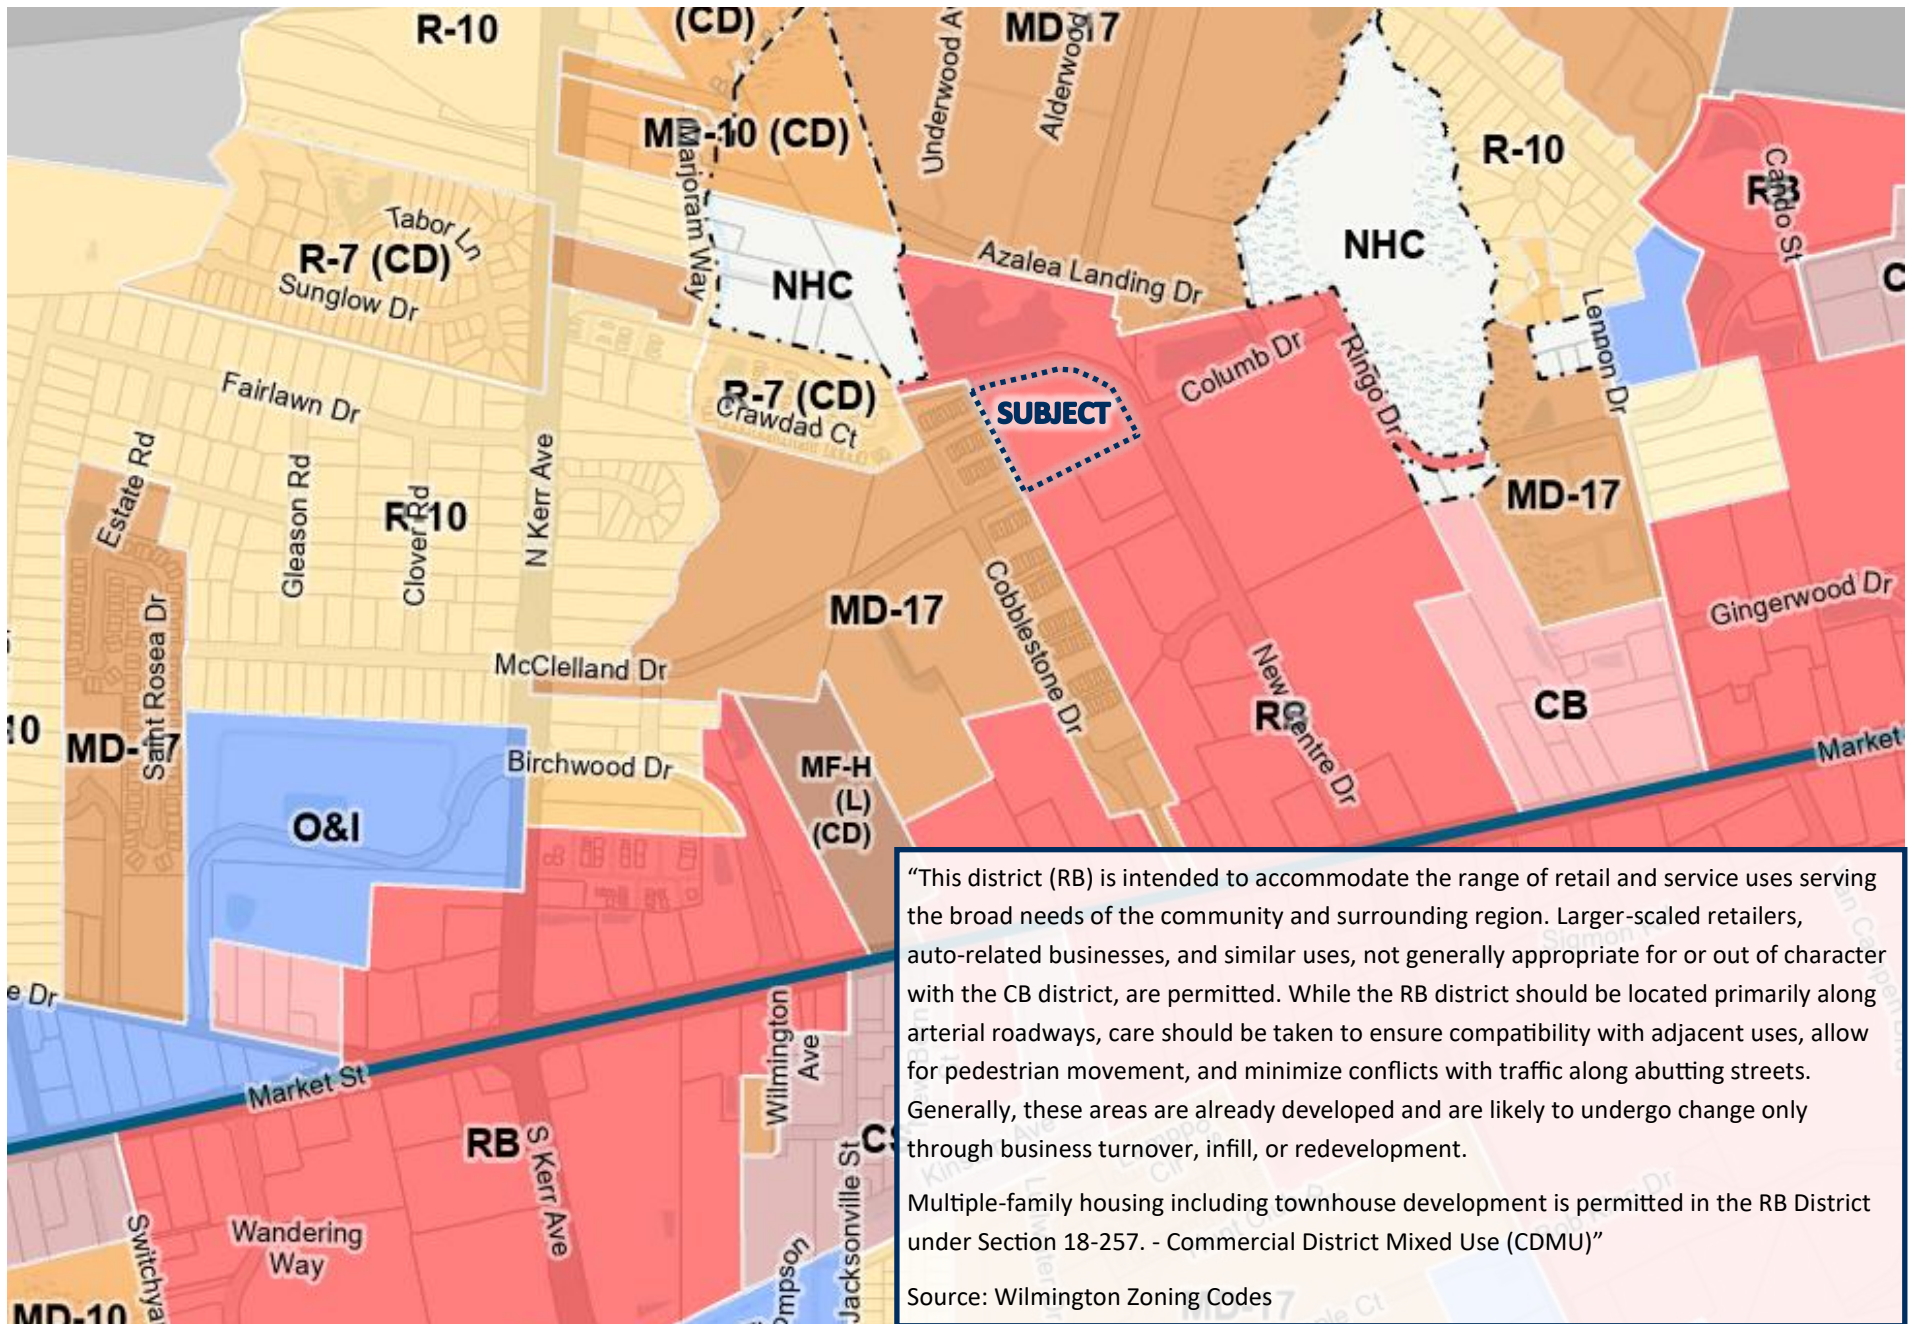 R-10
(CD)
MD-17
Underwood Av
Alderwood
MD-10 (CD)
Marjoram Way
R-10
RB
Cando St
Tabor Ln
R-7 (CD)
Sunglow Dr
NHC
Azalea Landing Dr
NHC
C
Lennon Dr
Columb Dr
Ringo Dr
Fairlawn Dr
R-7 (CD)
Crawdad Ct
SUBJECT
Estate Rd
Gleason Rd
Clover Rd
R-10
N Kerr Ave
MD-17
MD-17
Cobblestone Dr
Gingerwood Dr
Saint Rosea Dr
McClelland Dr
New Centre Dr
RB
CB
10
MD-17
Birchwood Dr
MF-H
(L)
(CD)
Market
O&I
e Dr
Market St
Wilmington
Ave
RB
S Kerr Ave
Jacksonville St
CS
Switchya
Wandering
Way
ompson
MD-10
“This district (RB) is intended to accommodate the range of retail and service uses serving
the broad needs of the community and surrounding region. Larger-scaled retailers,
auto-related businesses, and similar uses, not generally appropriate for or out of character
with the CB district, are permitted. While the RB district should be located primarily along
arterial roadways, care should be taken to ensure compatibility with adjacent uses, allow
for pedestrian movement, and minimize conflicts with traffic along abutting streets.
Generally, these areas are already developed and are likely to undergo change only
through business turnover, infill, or redevelopment.
Multiple-family housing including townhouse development is permitted in the RB District
under Section 18-257. - Commercial District Mixed Use (CDMU)”
Source: Wilmington Zoning Codes
MD-17